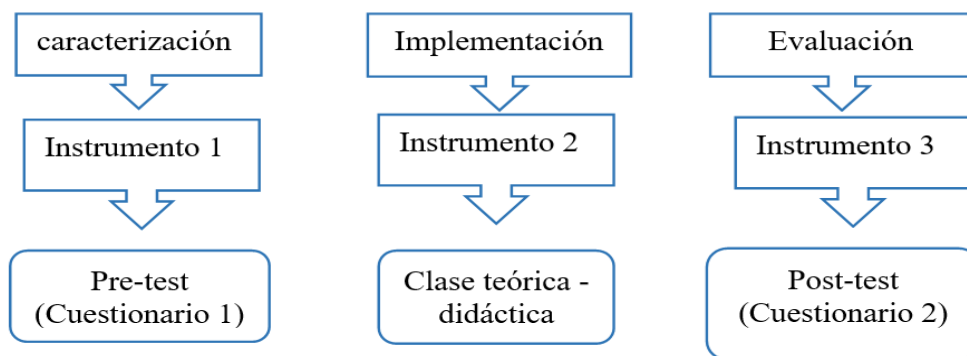 caracterización
Implementación
Evaluación
Instrumento 1
Instrumento 2
Instrumento 3
Pre-test
(Cuestionario 1)
Clase teórica -
didáctica
Post-test
(Cuestionario 2)